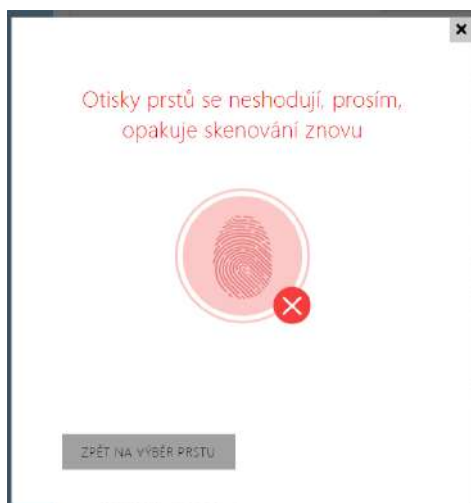 Otisky prstů se neshodují, prosím,
opakuje skenování znovu
ZPĚT NA VÝBĚR PRSTU